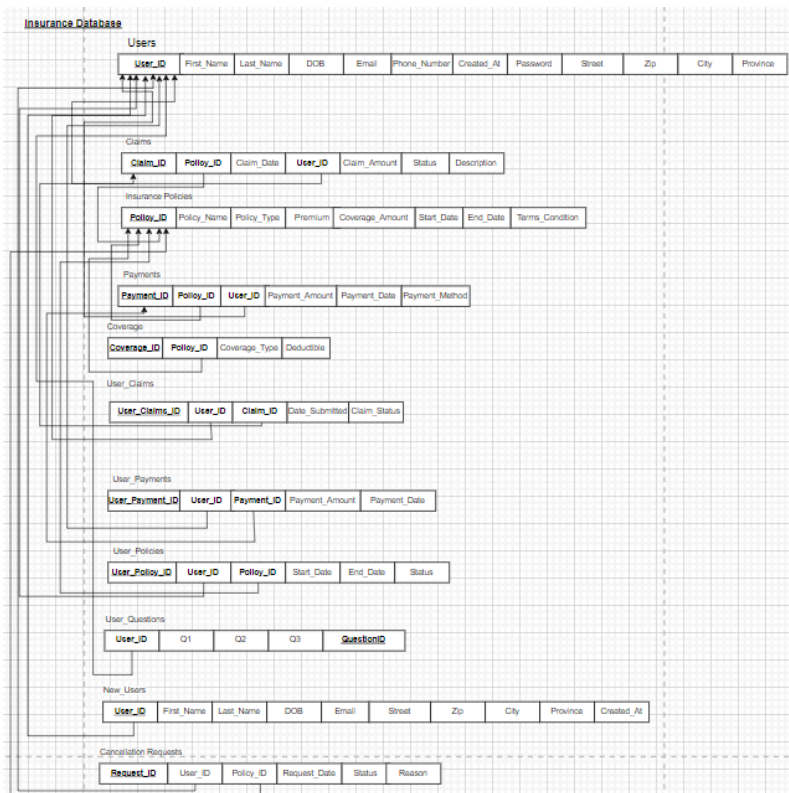 Insurance Database
Users
User_ID First_Name Last_Name DOB Email Phone_Number Created_At Password Street Zip City Province
Claims
Claim_ID Policy_ID Claim_Date User_ID Claim_Amount Status Description
Insurance Policies
Policy_ID Policy_Name Policy_Type Premium Coverage_Amount Start_Date End_Date Terms_Condition
Payments
Payment_ID Policy_ID User_ID Payment_Amount Payment_Date Payment_Method
Coverage
Coverage_ID Policy_ID Coverage_Type Deductible
User_Claims
User_Claims_ID User_ID Claim_ID Date_Submitted Claim_Status
User_Payments
User_Payment_ID User_ID Payment_ID Payment_Amount Payment_Date
User_Policies
User_Policy_ID User_ID Policy_ID Start_Date End_Date Status
User_Questions
User_ID Q1 Q2 Q3 QuestionID
New_Users
User_ID First_Name Last_Name DOB Email Street Zip City Province Created_At
Cancellation Requests
Request_ID User_ID Policy_ID Request_Date Status Reason